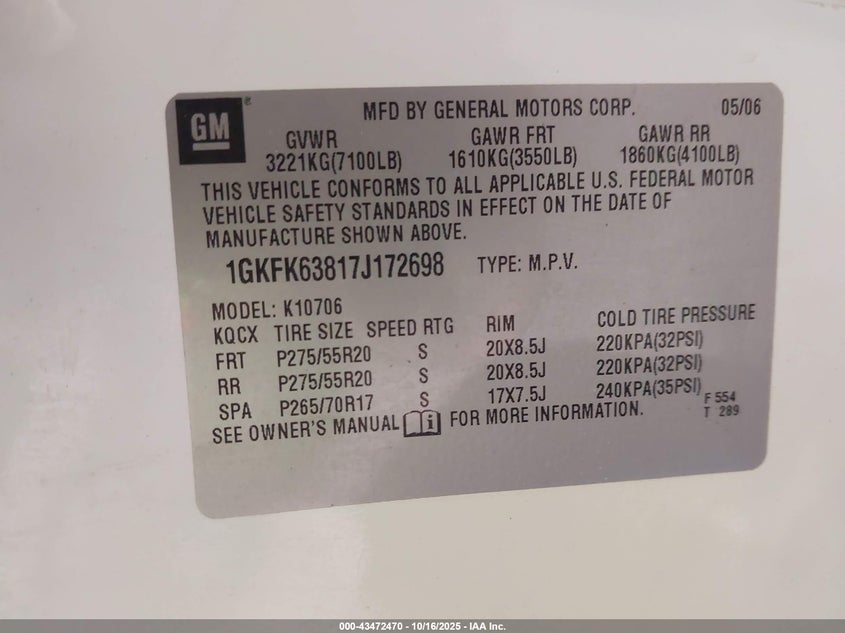 GM ®
MFD BY GENERAL MOTORS CORP. 05/06
GVWR GAWR FRT GAWR RR
3221KG(7100LB) 1610KG(3550LB) 1860KG(4100LB)
THIS VEHICLE CONFORMS TO ALL APPLICABLE U.S. FEDERAL MOTOR
VEHICLE SAFETY STANDARDS IN EFFECT ON THE DATE OF
MANUFACTURE SHOWN ABOVE.
1GKFK63817J172698 TYPE: M.P.V.
MODEL: K10706
KQCX TIRE SIZE SPEED RTG RIM COLD TIRE PRESSURE
FRT P275/55R20 S 20X8.5J 220KPA(32PSI)
RR P275/55R20 S 20X8.5J 220KPA(32PSI)
SPA P265/70R17 S 17X7.5J 240KPA(35PSI) F 554
SEE OWNER'S MANUAL i FOR MORE INFORMATION. T 289
000-43472470 - 10/16/2025 - IAA Inc.